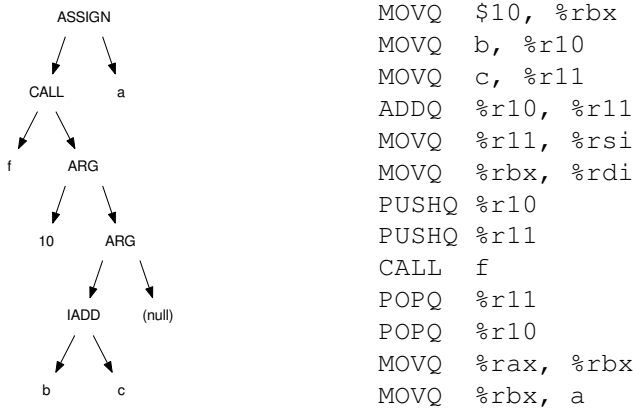 ASSIGN
CALL a
f ARG
10 ARG
IADD (null)
b c
MOVQ $10, %rbx
MOVQ b, %r10
MOVQ c, %r11
ADDQ %r10, %r11
MOVQ %r11, %rsi
MOVQ %rbx, %rdi
PUSHQ %r10
PUSHQ %r11
CALL f
POPQ %r11
POPQ %r10
MOVQ %rax, %rbx
MOVQ %rbx, a